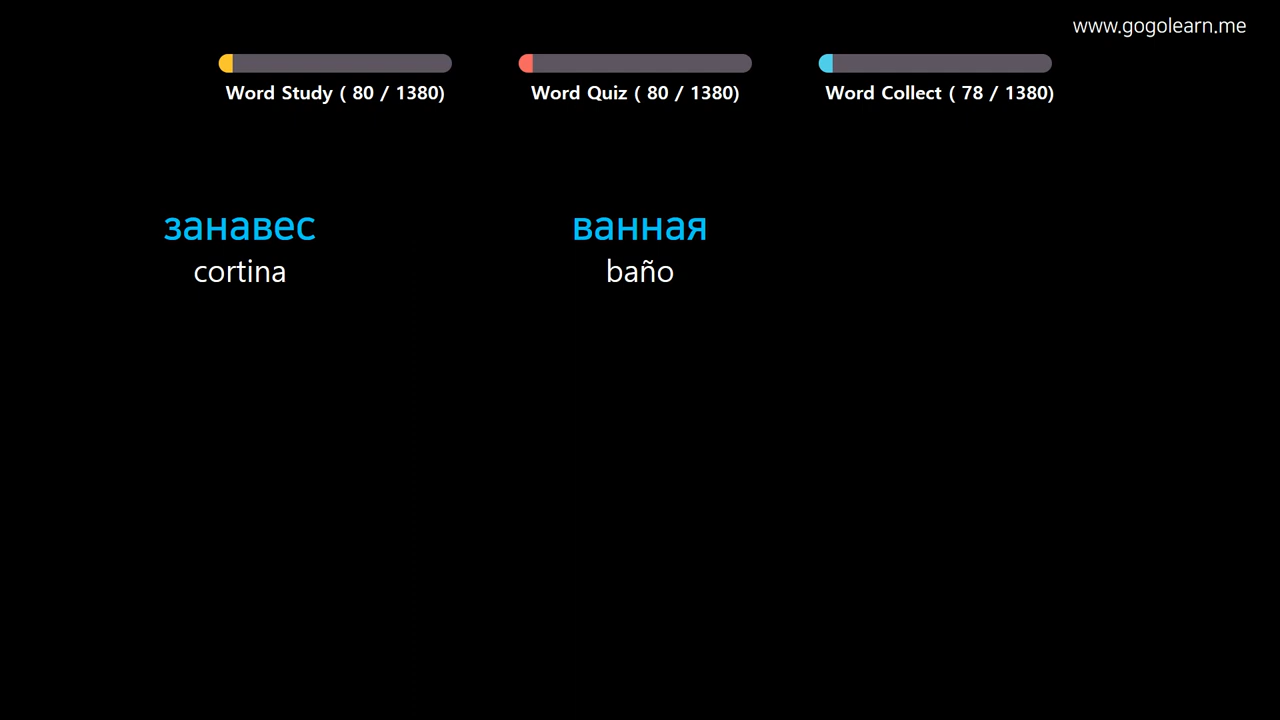 www.gogolearn.me
Word Study ( 80 / 1380)
Word Quiz ( 80 / 1380)
Word Collect ( 78 / 1380)
занавес
cortina
ванная
baño